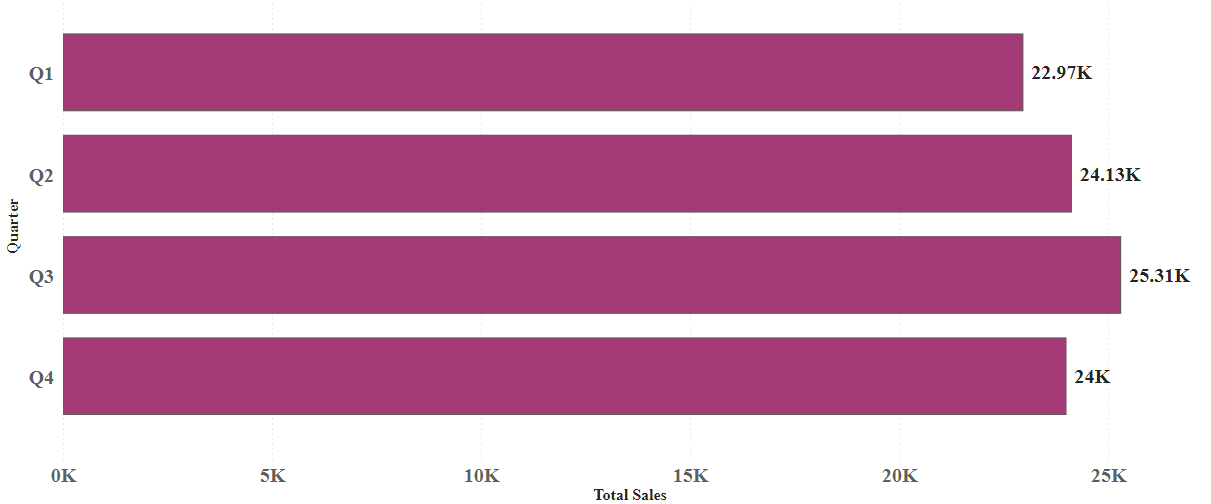 Quarter
Q1
22.97K
Q2
24.13K
Q3
25.31K
Q4
24K
0K 5K 10K 15K 20K 25K
Total Sales